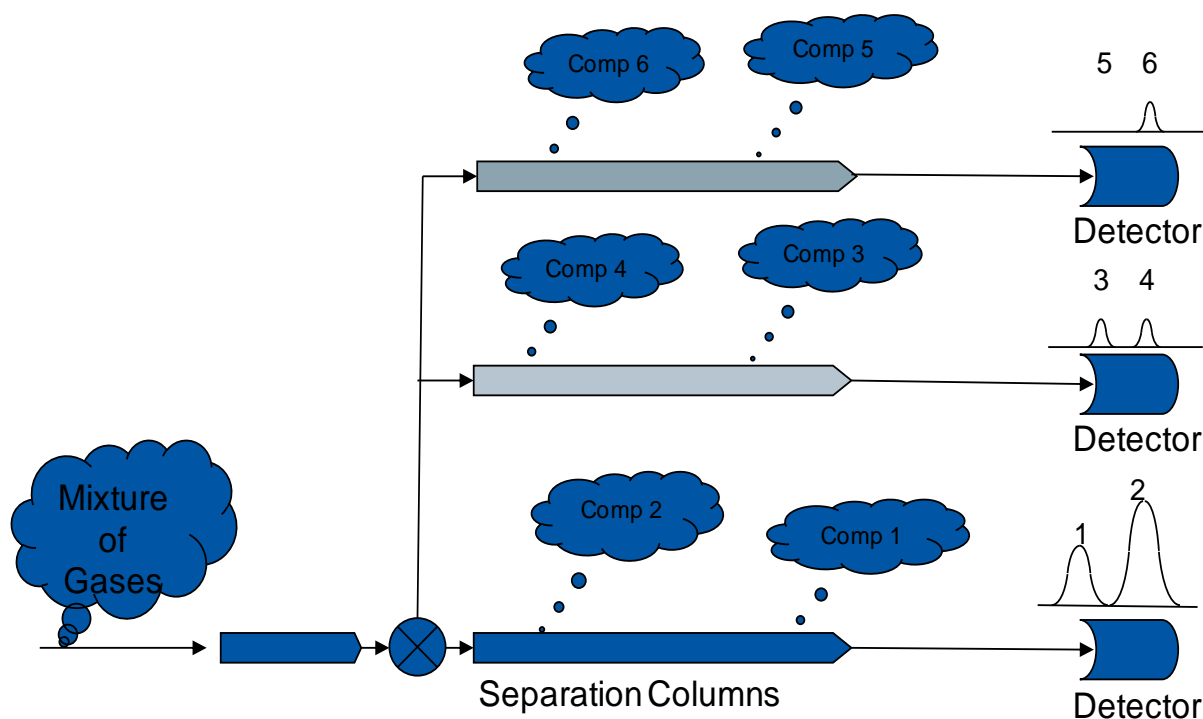 Comp 6
Comp 5
5 6
Detector
Comp 4
Comp 3
3 4
Detector
Mixture
of
Gases
Comp 2
Comp 1
1
2
Separation Columns
Detector